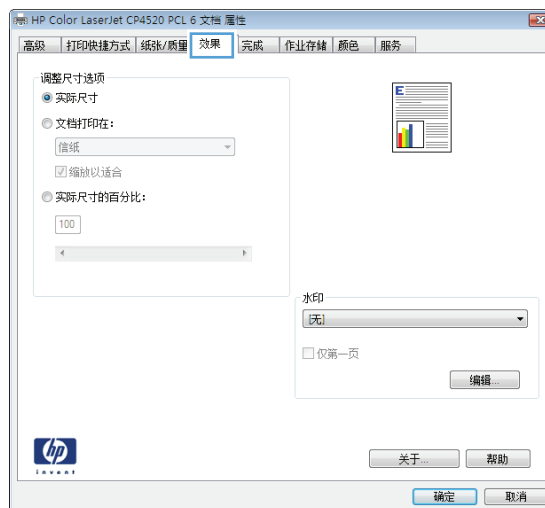 HP Color LaserJet CP4520 PCL 6 文档 属性
高级 打印快捷方式 纸张/质量 效果 完成 作业存储 颜色 服务
调整尺寸选项
实际尺寸
文档打印在：
信纸
缩放以适合
实际尺寸的百分比：
100
E
水印
[无]
仅第一页
编辑...
hp
invent
关于...
帮助
确定
取消